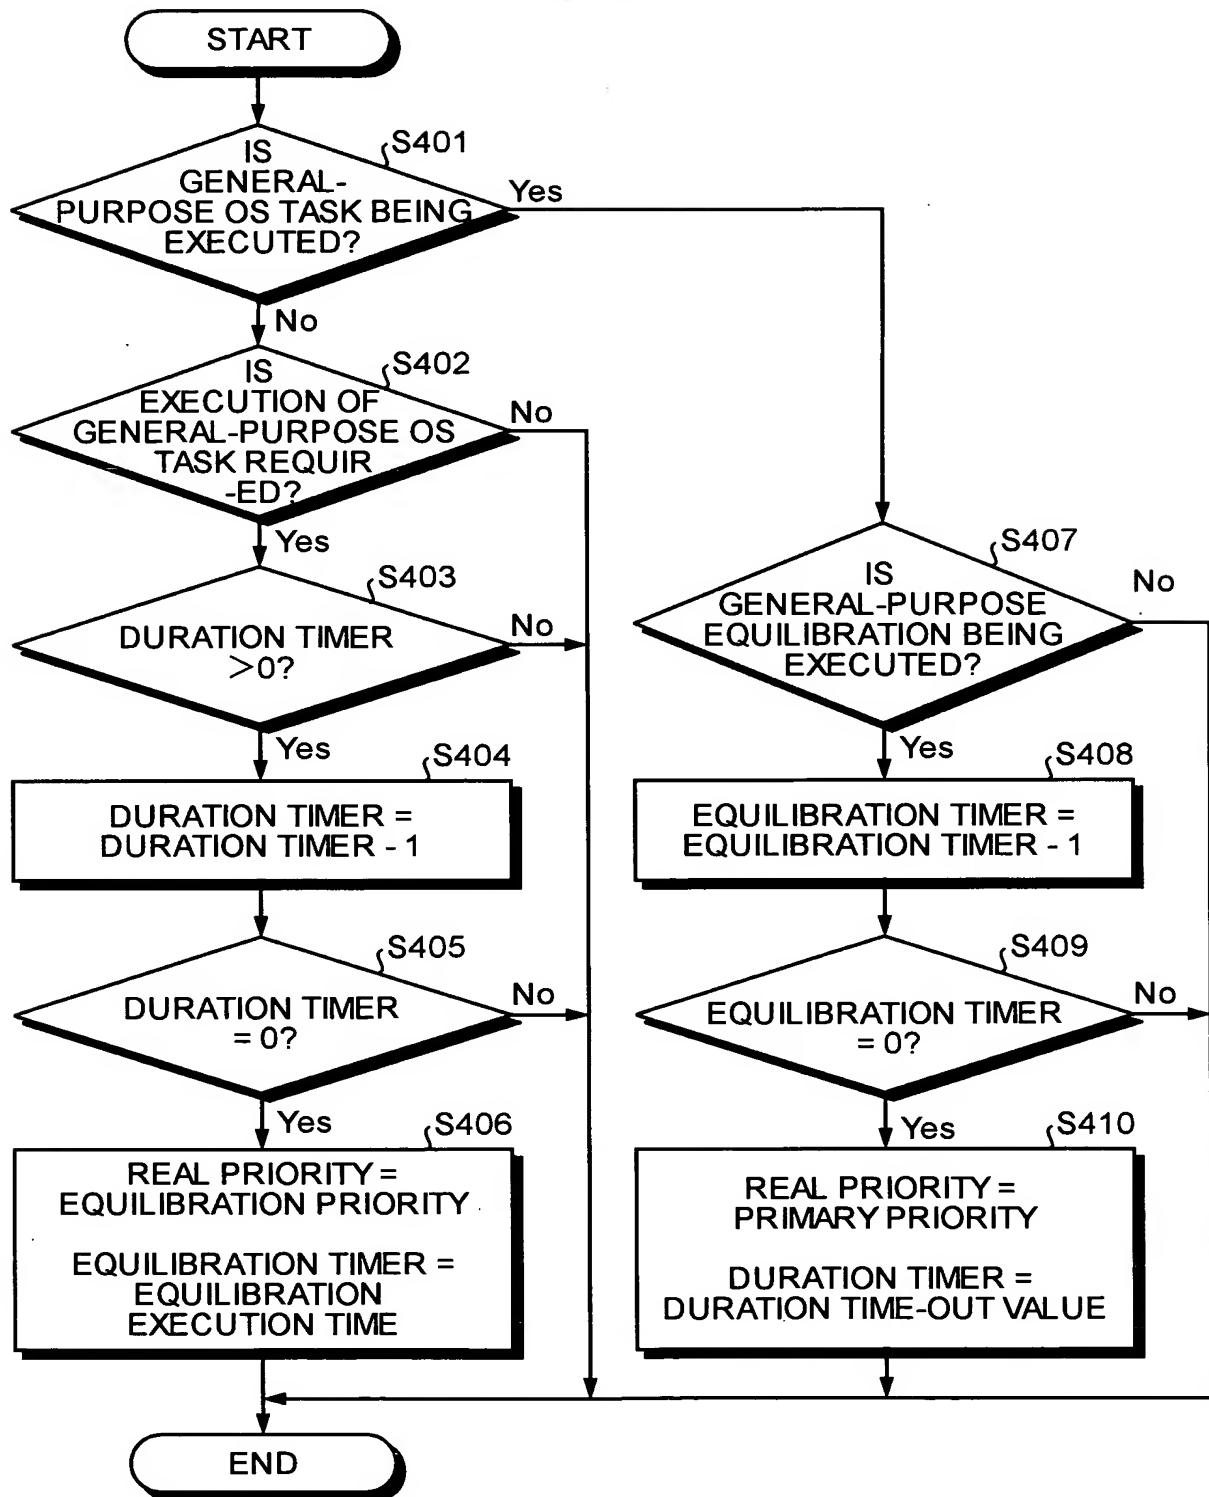 START
S401
IS
GENERAL-
PURPOSE OS TASK BEING
EXECUTED?
Yes
No
S402
IS
EXECUTION OF
GENERAL-PURPOSE OS
TASK REQUIR
-ED?
No
Yes
S403
DURATION TIMER
>0?
No
Yes
S404
DURATION TIMER =
DURATION TIMER - 1
S405
DURATION TIMER
= 0?
No
Yes
S406
REAL PRIORITY =
EQUILIBRATION PRIORITY
EQUILIBRATION TIMER =
EQUILIBRATION
EXECUTION TIME
S407
IS
GENERAL-PURPOSE
EQUILIBRATION BEING
EXECUTED?
No
Yes
S408
EQUILIBRATION TIMER =
EQUILIBRATION TIMER - 1
S409
EQUILIBRATION TIMER
= 0?
No
Yes
S410
REAL PRIORITY =
PRIMARY PRIORITY
DURATION TIMER =
DURATION TIME-OUT VALUE
END